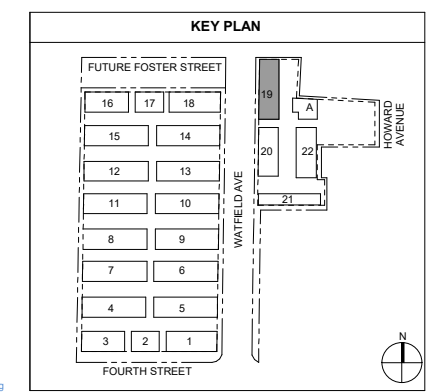 KEY PLAN
FUTURE FOSTER STREET
16 17 18
15 14
12 13
11 10
8 9
7 6
4 5
3 2 1
FOURTH STREET
WATFIELD AVE
19
A
20 22
21
HOWARD
AVENUE
N
g